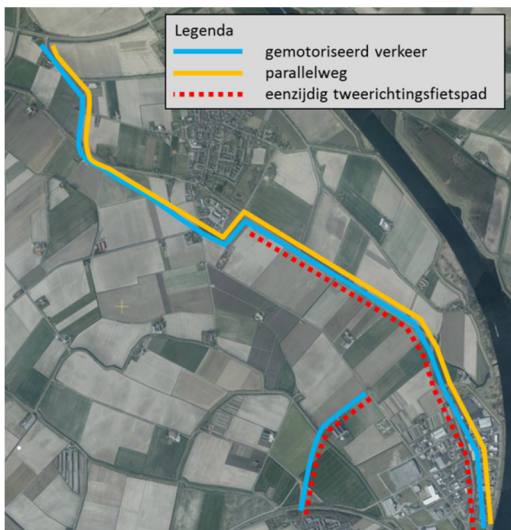 Legenda
gemotoriseerd verkeer
parallelweg
eenzijdig tweerichtingsfietspad